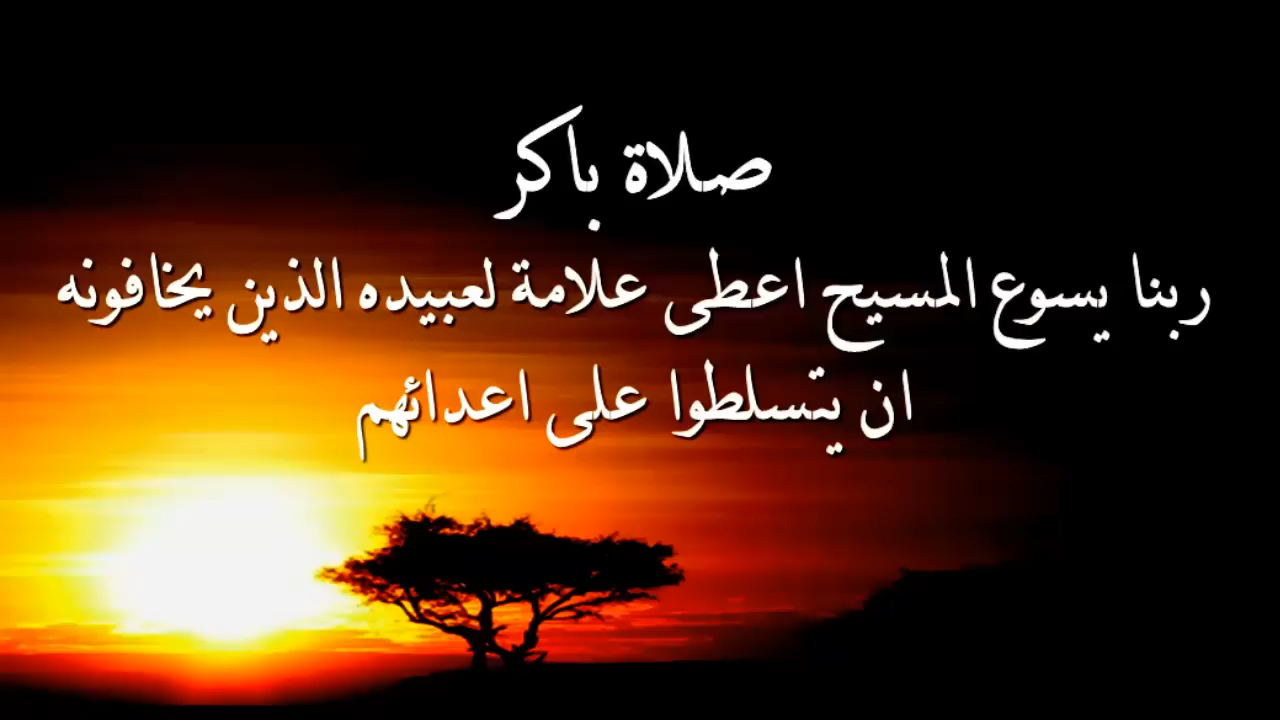 صلاة باكر
ربنا يسوع المسيح اعطى علامة لعبيده الذين يخافونه
ان يتسلطوا على اعدائهم